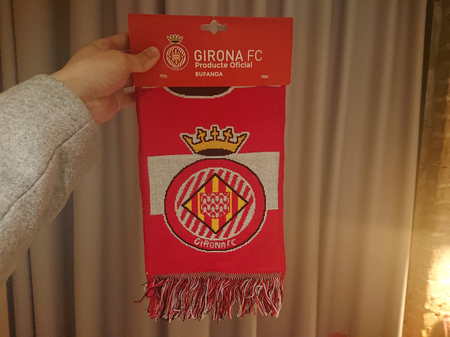 GIRONA FC
Producte Oficial
BUFANDA
GIRONA FC